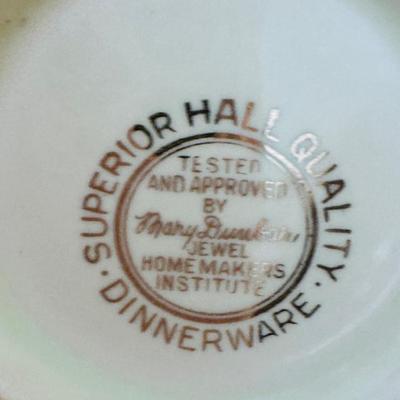 SUPERIOR HALL QUALITY
· DINNERWARE ·
TESTED
AND APPROVED
BY
Mary Dunbar
JEWEL
HOMEMAKERS
INSTITUTE